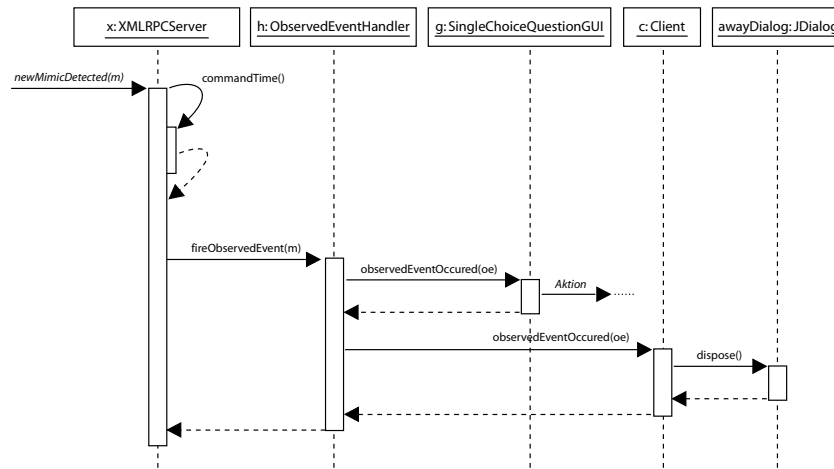 x: XMLRPCServer
h: ObservedEventHandler
g: SingleChoiceQuestionGUI
c: Client
awayDialog: JDialog
newMimicDetected(m)
commandTime()
fireObservedEvent(m)
observedEventOccured(oe)
Aktion
......
observedEventOccured(oe)
dispose()